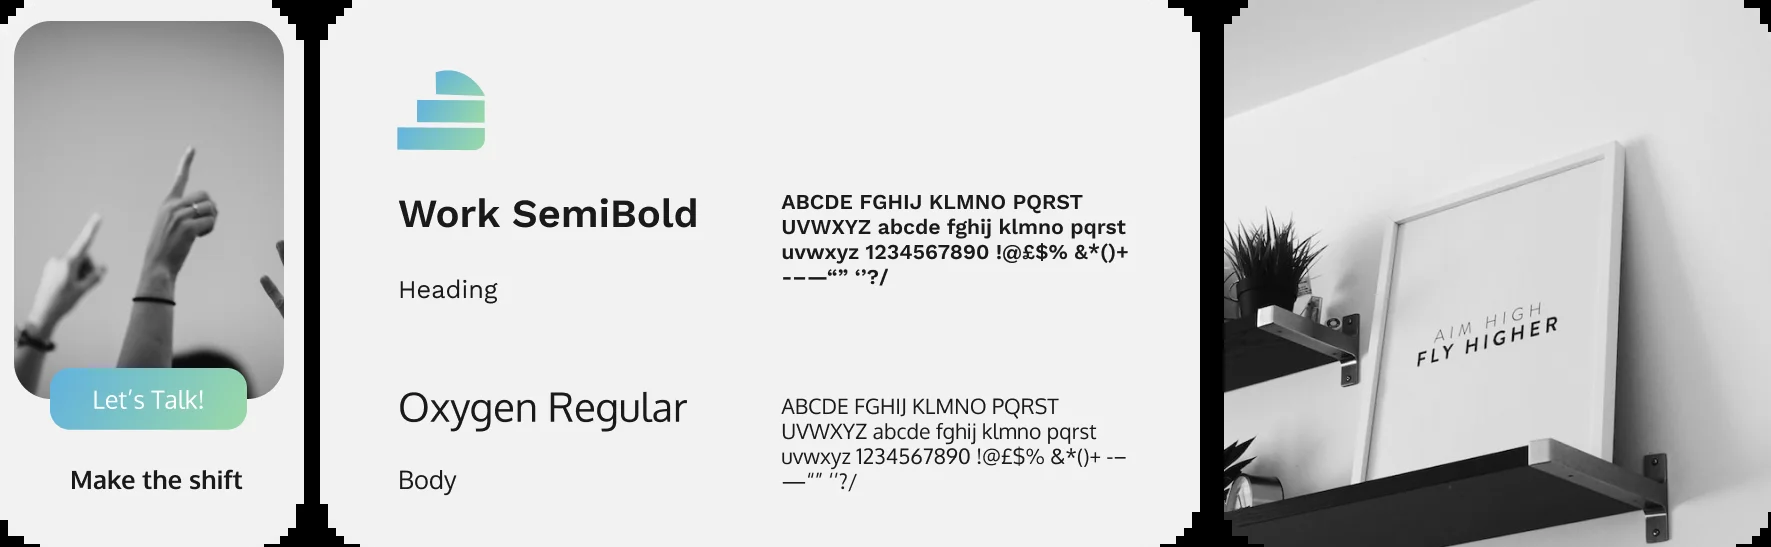 Let's Talk!
Make the shift
Work SemiBold
Heading
ABCDE FGHIJ KLMNO PQRST
UVWXYZ abcde fghij klmno pqrst
uvwxyz 1234567890 !@£$% &*()+
-–—“” ‘’?/
Oxygen Regular
Body
ABCDE FGHIJ KLMNO PQRST
UVWXYZ abcde fghij klmno pqrst
uvwxyz 1234567890 !@£$% &*()+ -–
—“” ‘’?/
AIM HIGH
FLY HIGHER